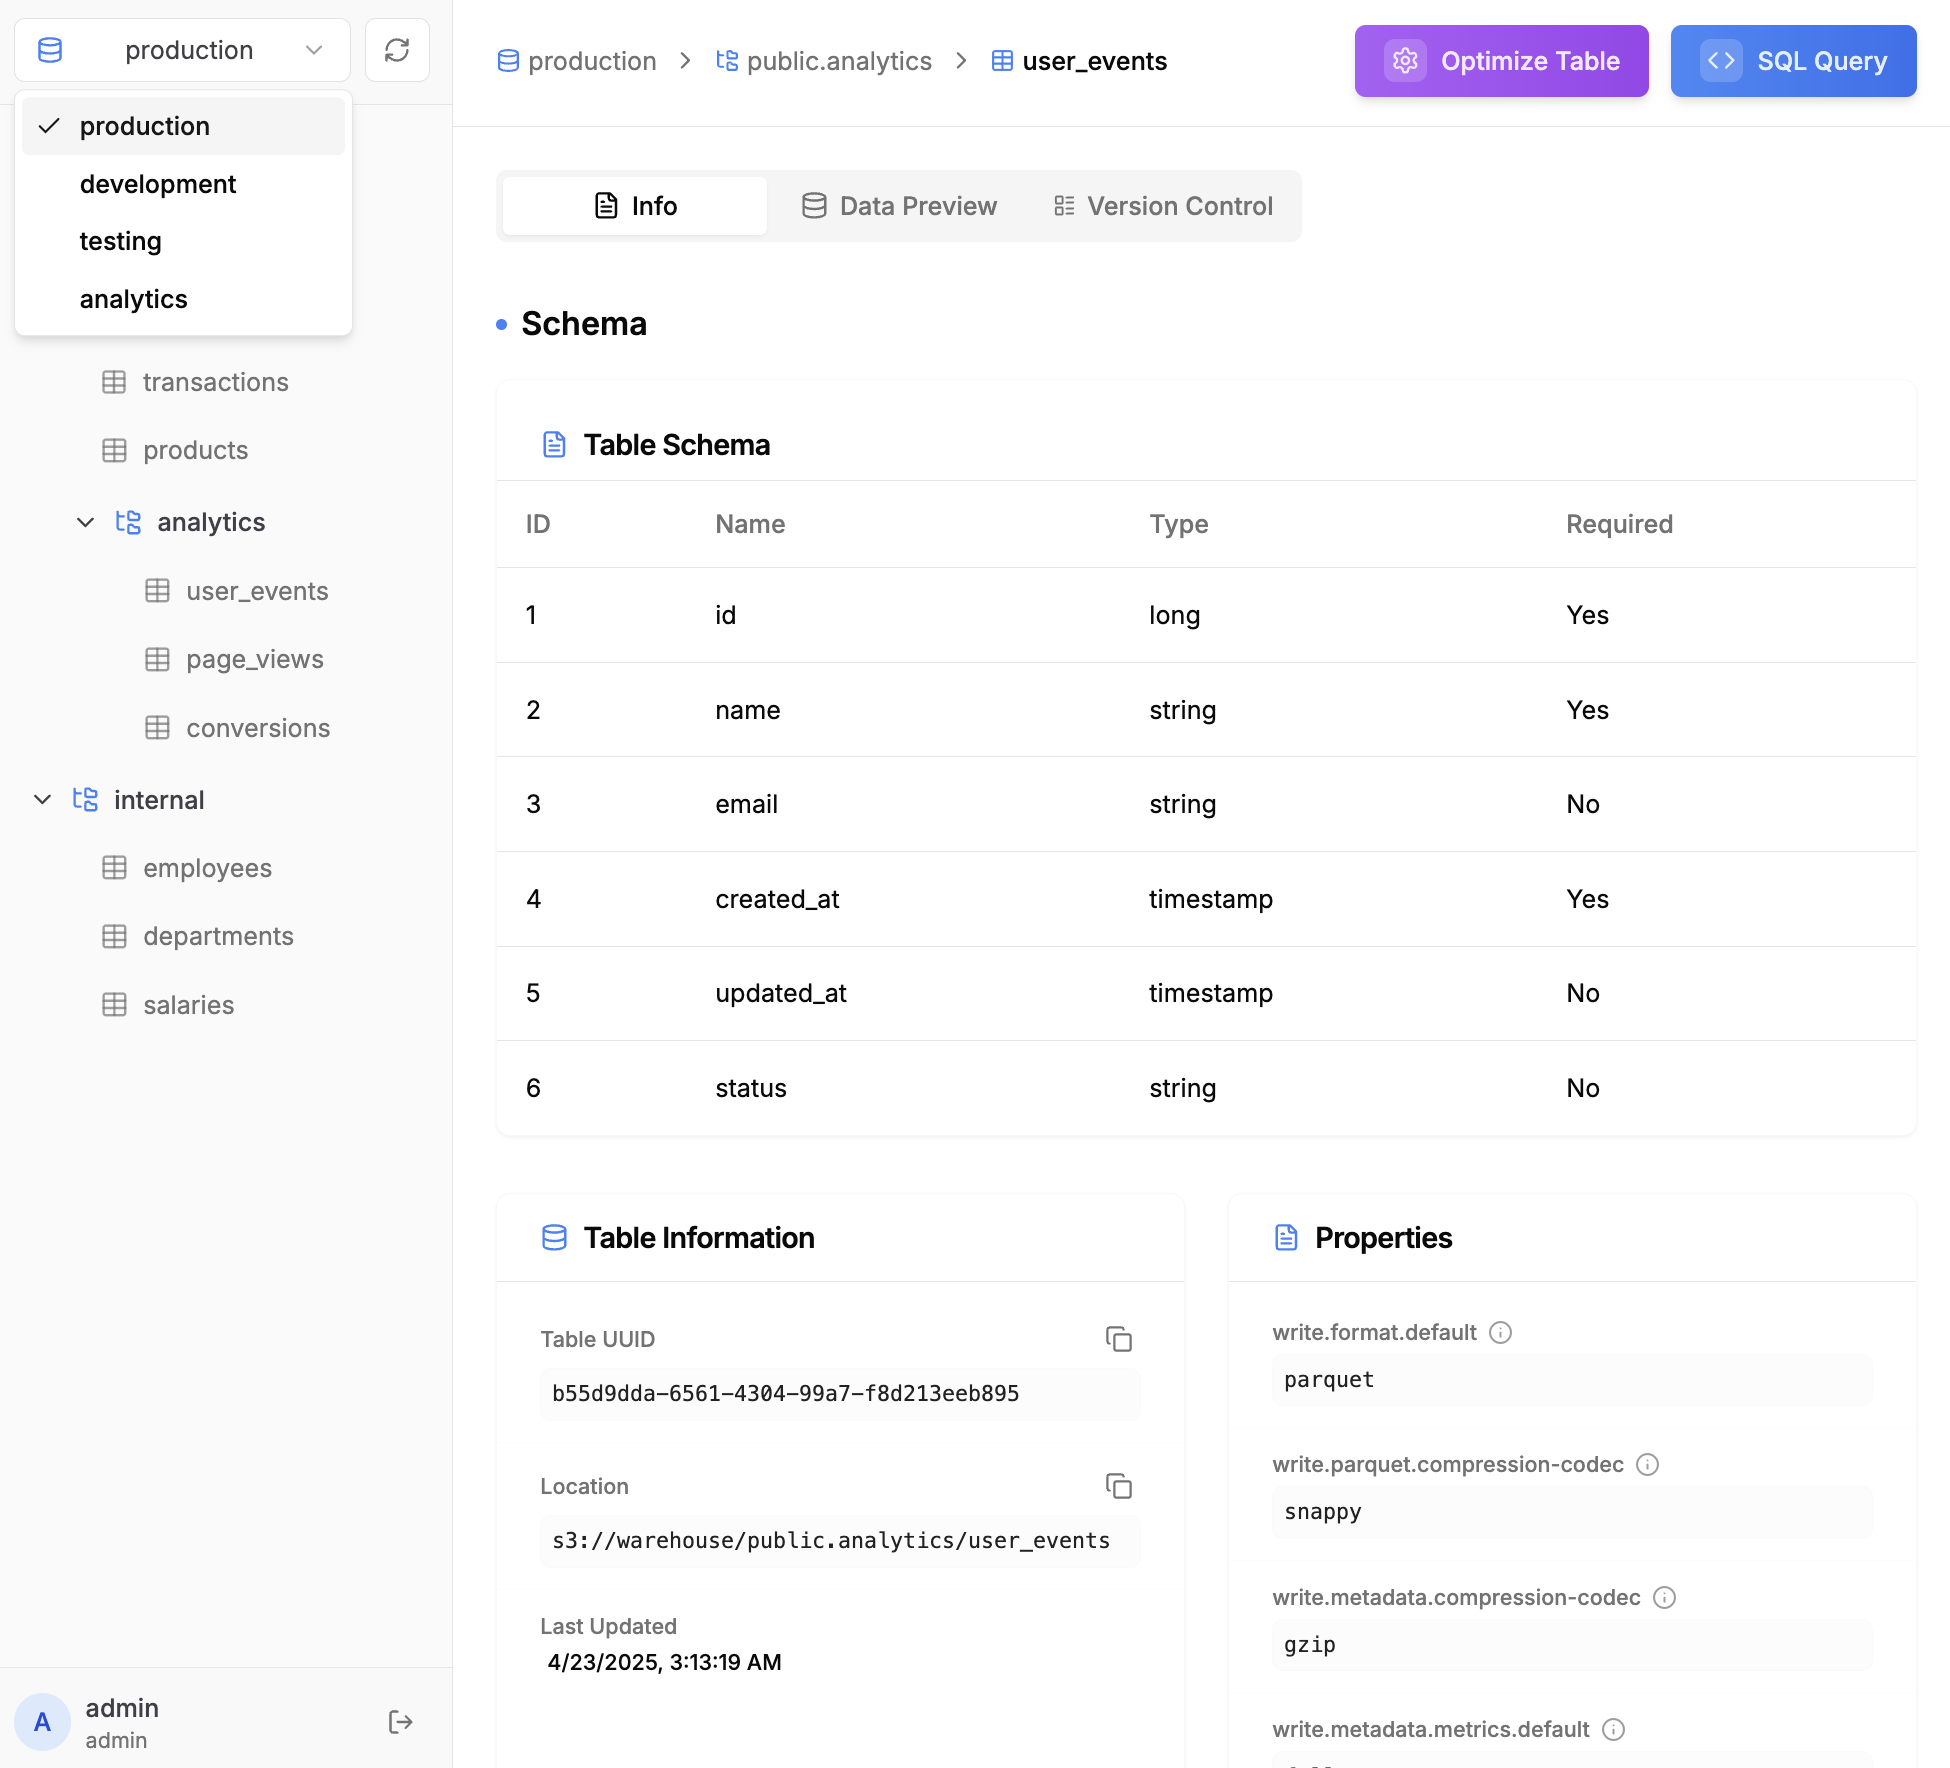 production
production
development
testing
analytics
transactions
products
analytics
user_events
page_views
conversions
internal
employees
departments
salaries
A
admin
admin
production > public.analytics > user_events
Optimize Table
SQL Query
Info
Data Preview
Version Control
Schema
Table Schema
ID Name Type Required
1 id long Yes
2 name string Yes
3 email string No
4 created_at timestamp Yes
5 updated_at timestamp No
6 status string No
Table Information
Table UUID
b55d9dda-6561-4304-99a7-f8d213eeb895
Location
s3://warehouse/public.analytics/user_events
Last Updated
4/23/2025, 3:13:19 AM
Properties
write.format.default
parquet
write.parquet.compression-codec
snappy
write.metadata.compression-codec
gzip
write.metadata.metrics.default